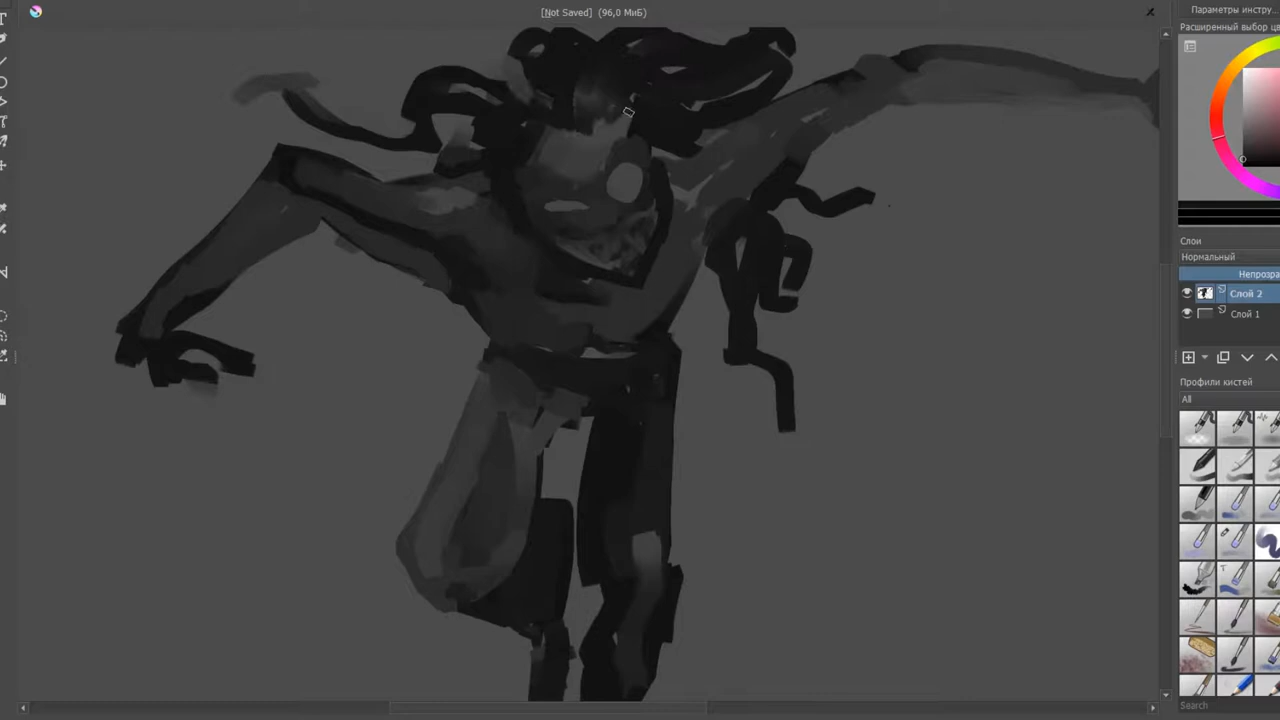 [Not Saved] (96,0 МиБ)
Параметры инстру...
Расширенный выбор цв
Слои
Нормальный
Непрозра
Слой 2
Слой 1
Профили кистей
All
Search